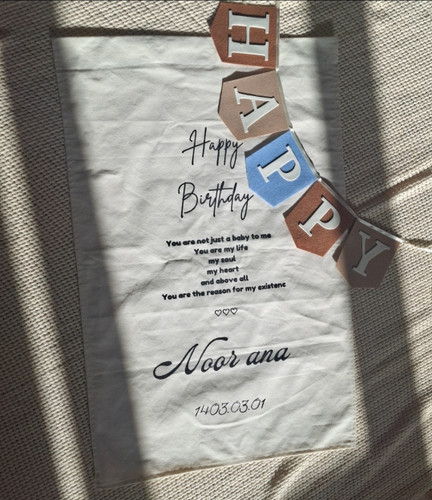 HAPPY
Happy
Birthday
You are not just a baby to me
You are my life
my soul
my heart
and above all
You are the reason for my existenc
♡♡♡
Noor ana
1403.03.01